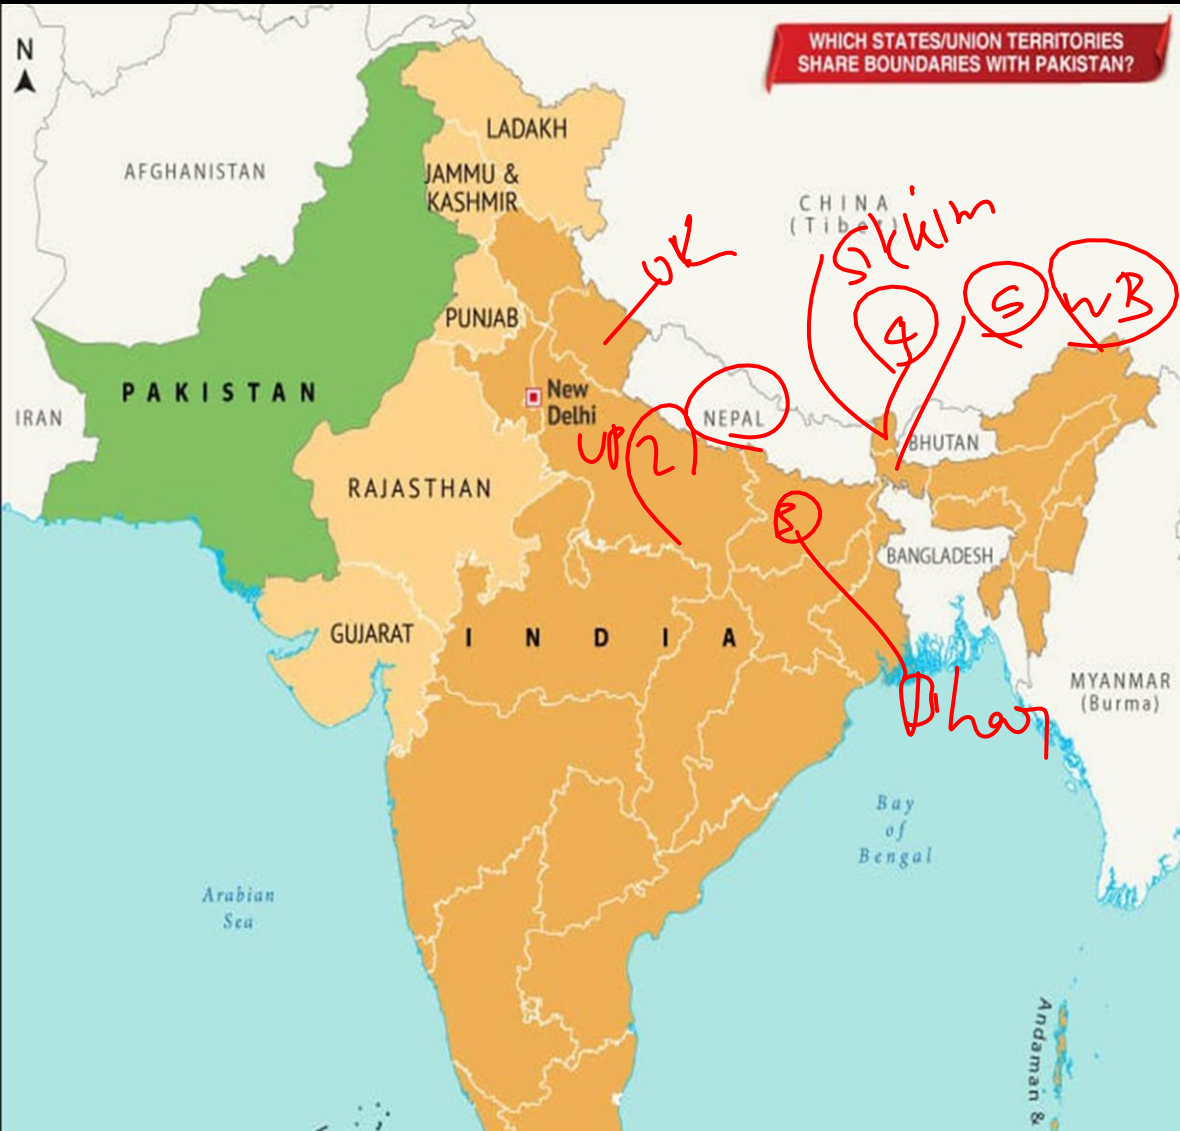 N
WHICH STATES/UNION TERRITORIES
SHARE BOUNDARIES WITH PAKISTAN?
LADAKH
AFGHANISTAN
JAMMU &
KASHMIR
CHINA
(Tibet)
Sikkim
UK
4
5
WB
PUNJAB
PAKISTAN
IRAN
New
Delhi
NEPAL
UP
2
BHUTAN
RAJASTHAN
3
BANGLADESH
GUJARAT
INDIA
MYANMAR
(Burma)
Bihar
Bay
of
Bengal
Arabian
Sea
Andaman &